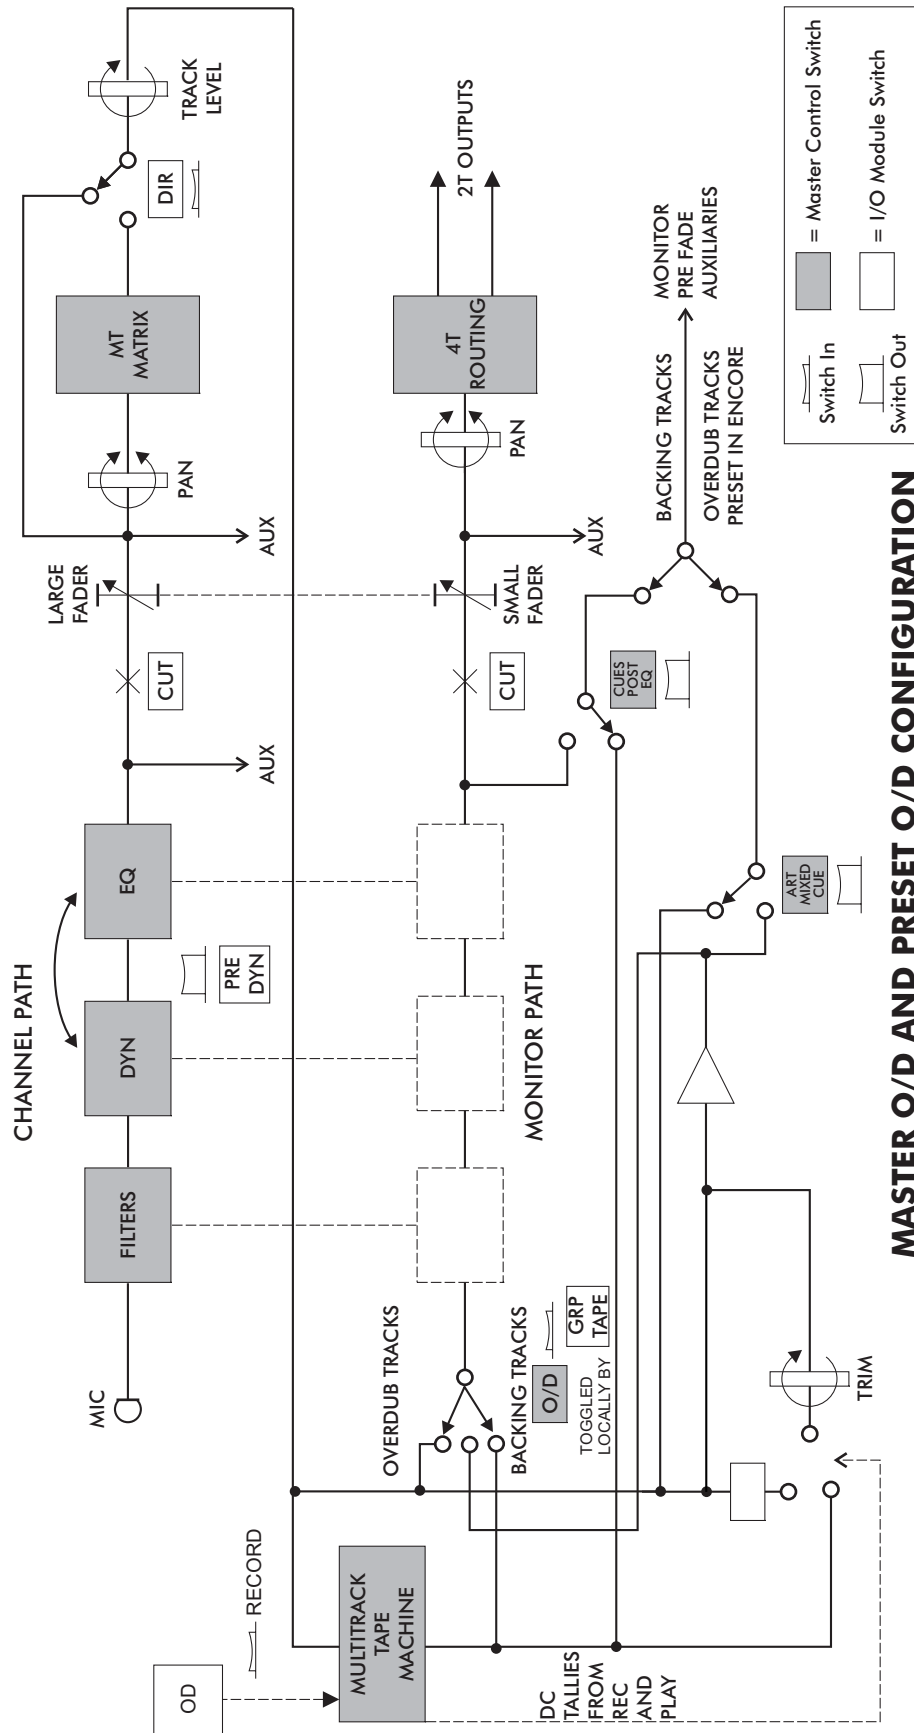 CHANNEL PATH
MIC
FILTERS
DYN
PRE
DYN
EQ
AUX
CUT
LARGE
FADER
AUX
PAN
MT
MATRIX
DIR
TRACK
LEVEL
OVERDUB TRACKS
BACKING TRACKS
O/D
GRP
TAPE
TOGGLED
LOCALLY BY
MONITOR PATH
CUT
SMALL
FADER
AUX
PAN
4T
ROUTING
2T OUTPUTS
CUES
POST
EQ
BACKING TRACKS
OVERDUB TRACKS
PRESET IN ENCORE
MONITOR
PRE FADE
AUXILIARIES
ART
MIXED
CUE
OD
RECORD
MULTITRACK
TAPE
MACHINE
DC
TALLIES
FROM
REC
AND
PLAY
TRIM
Switch In
= Master Control Switch
Switch Out
= I/O Module Switch
MASTER O/D AND PRESET O/D CONFIGURATION